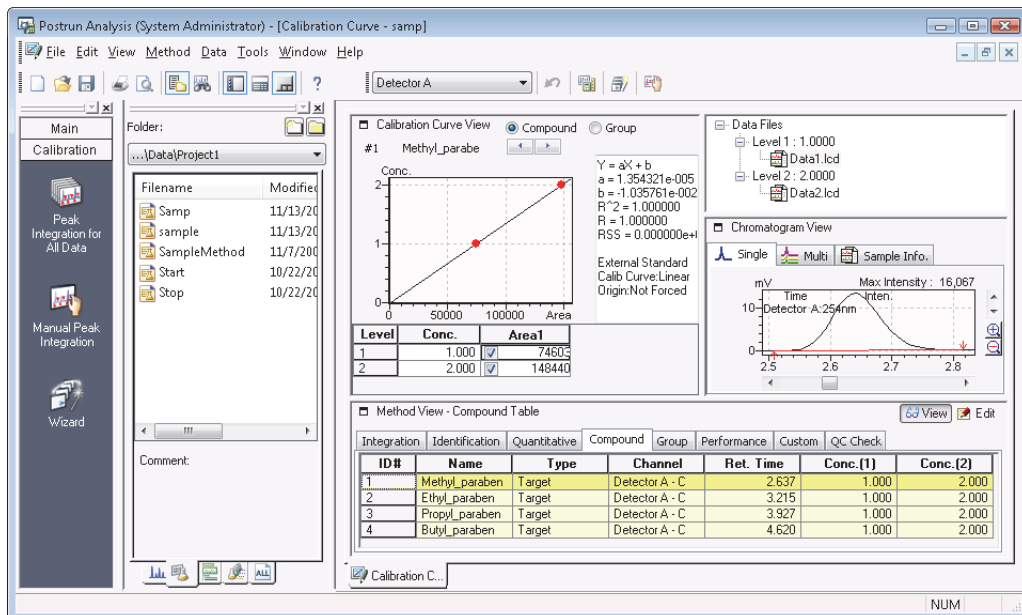 Postrun Analysis (System Administrator) - [Calibration Curve - samp]
File Edit View Method Data Tools Window Help
Detector A
Main
Calibration
Peak
Integration for
All Data
Manual Peak
Integration
Wizard
Folder:
...\Data\Project1
Filename Modified
Samp 11/13/20
sample 11/13/20
SampleMethod 11/7/200
Start 10/22/20
Stop 10/22/20
Comment:
ALL
Calibration Curve View Compound Group
#1 Methyl_parabe
Conc.
2
1
0
0 50000 100000 Area
Y = aX + b
a = 1.354321e-005
b = -1.035761e-002
R^2 = 1.000000
R = 1.000000
RSS = 0.000000e+
External Standard
Calib Curve:Linear
Origin:Not Forced
Level Conc. Area1
1 1.000 74603
2 2.000 148440
Data Files
Level 1 : 1.0000
Data1.lcd
Level 2 : 2.0000
Data2.lcd
Chromatogram View
Single Multi Sample Info.
mV Max Intensity : 16,067
Time Inten.
10 Detector A:254nm
0
2.5 2.6 2.7 2.8
Method View - Compound Table View Edit
Integration Identification Quantitative Compound Group Performance Custom QC Check
ID# Name Type Channel Ret. Time Conc.(1) Conc.(2)
1 Methyl_paraben Target Detector A - C 2.637 1.000 2.000
2 Ethyl_paraben Target Detector A - C 3.215 1.000 2.000
3 Propyl_paraben Target Detector A - C 3.927 1.000 2.000
4 Butyl_paraben Target Detector A - C 4.620 1.000 2.000
Calibration C...
NUM